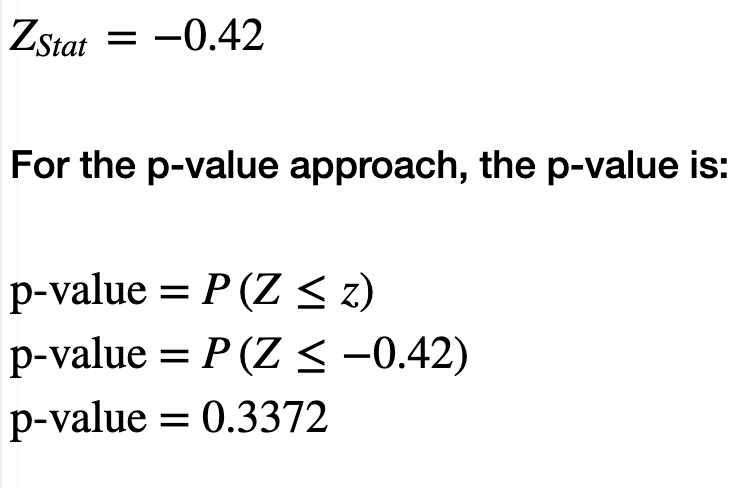 Z_Stat = −0.42
For the p-value approach, the p-value is:
p-value = P(Z ≤ z)
p-value = P(Z ≤ −0.42)
p-value = 0.3372